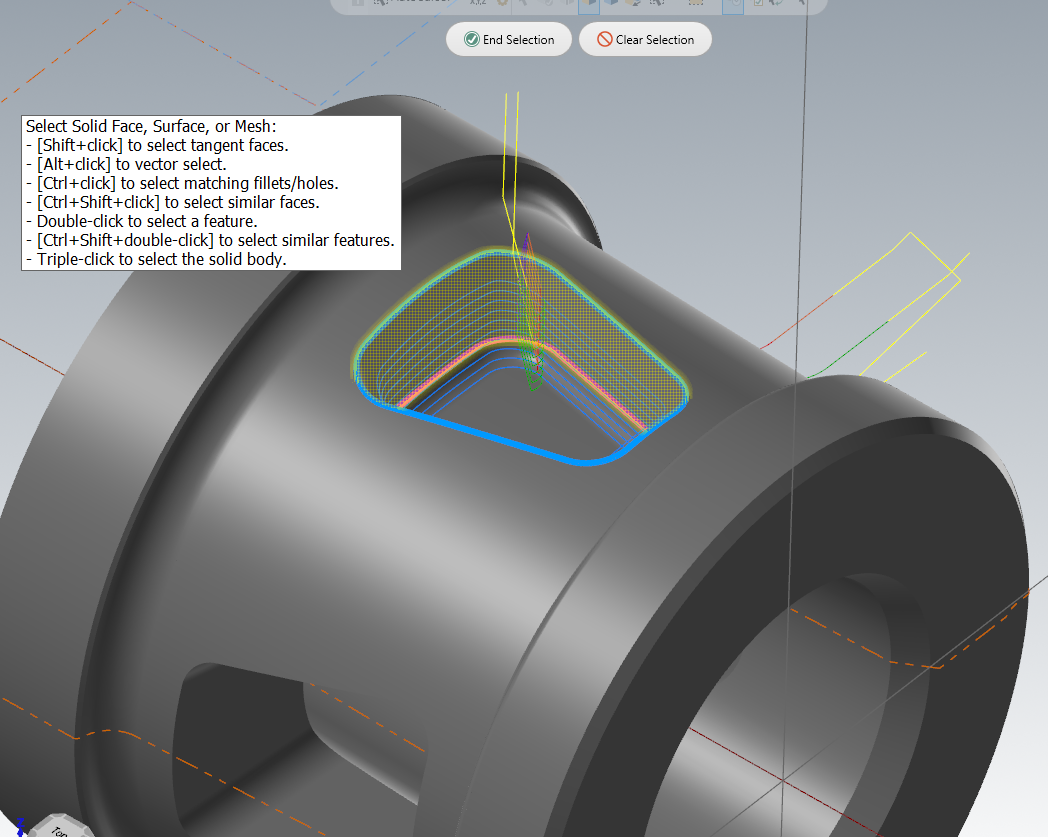 End Selection
Clear Selection
Select Solid Face, Surface, or Mesh:
- [Shift+click] to select tangent faces.
- [Alt+click] to vector select.
- [Ctrl+click] to select matching fillets/holes.
- [Ctrl+Shift+click] to select similar faces.
- Double-click to select a feature.
- [Ctrl+Shift+double-click] to select similar features.
- Triple-click to select the solid body.